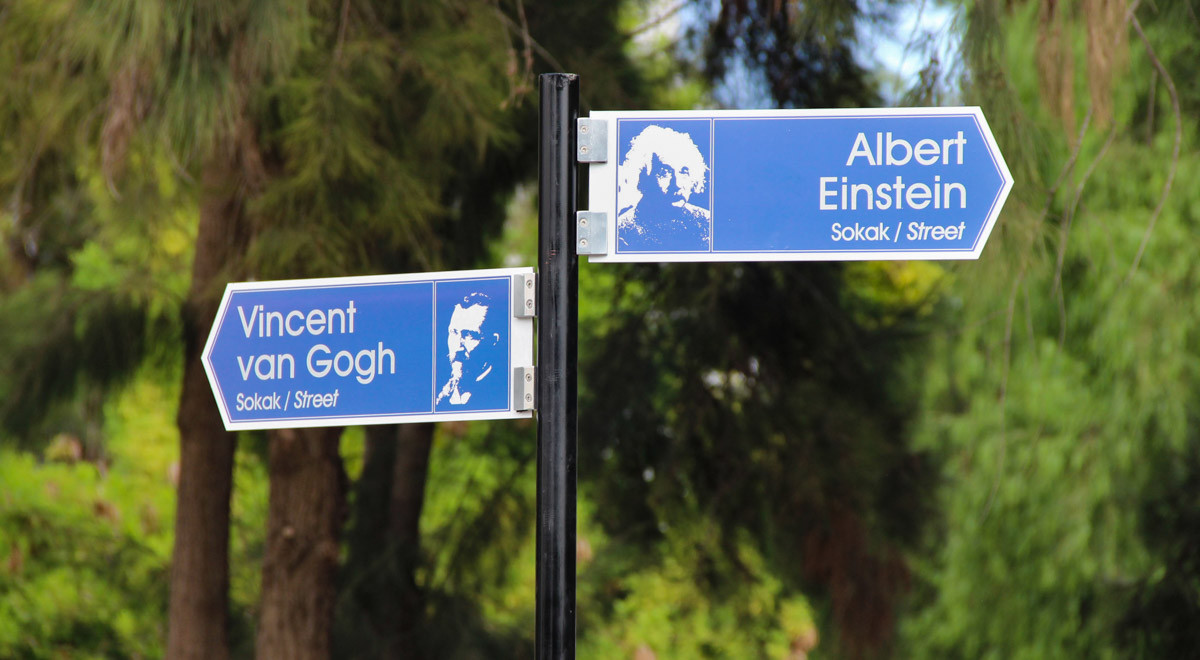 Vincent
van Gogh
Sokak / Street
Albert
Einstein
Sokak / Street